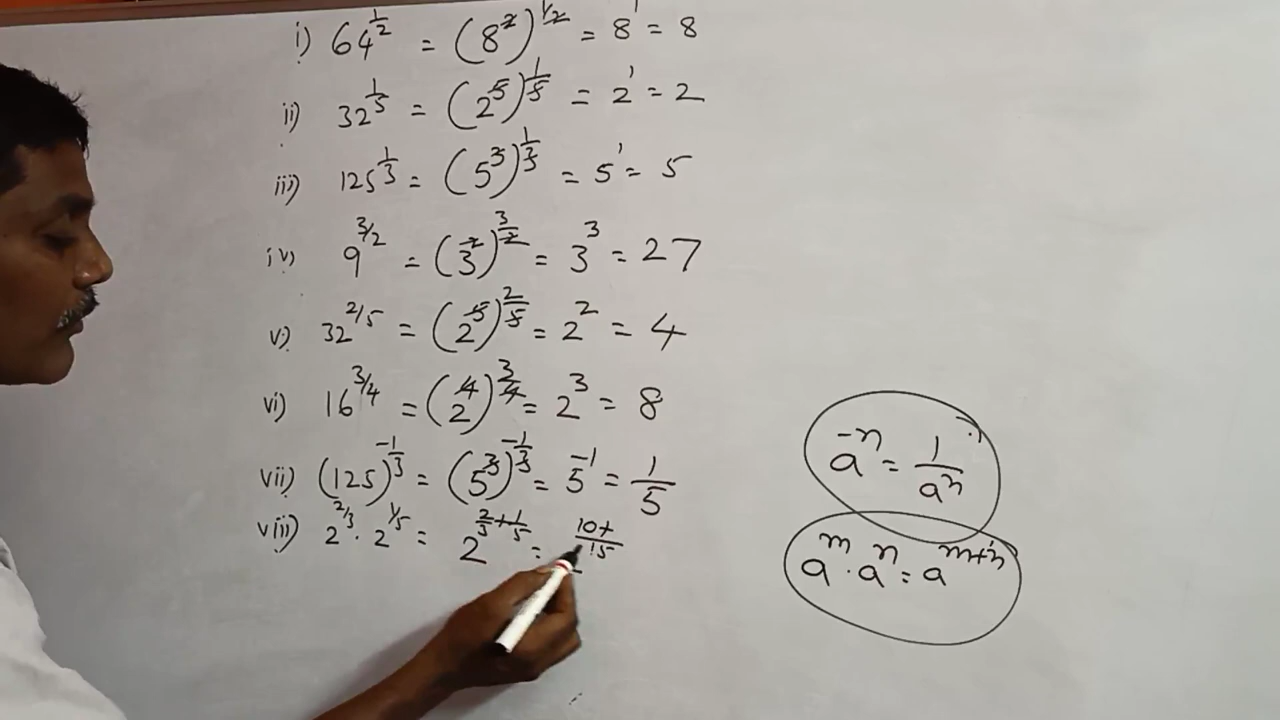 i) 64^{1/2} = (8^2)^{1/2} = 8^1 = 8
ii) 32^{1/5} = (2^5)^{1/5} = 2^1 = 2
iii) 125^{1/3} = (5^3)^{1/3} = 5^1 = 5
iv) 9^{3/2} = (3^2)^{3/2} = 3^3 = 27
v) 32^{2/5} = (2^5)^{2/5} = 2^2 = 4
vi) 16^{3/4} = (2^4)^{3/4} = 2^3 = 8
vii) (125)^{-1/3} = (5^3)^{-1/3} = 5^{-1} = 1/5
viii) 2^{2/3} · 2^{1/5} = 2^{2/3+1/5} = 2^{10+/15}
a^{-n} = 1/a^n
a^m · a^n = a^{m+n}